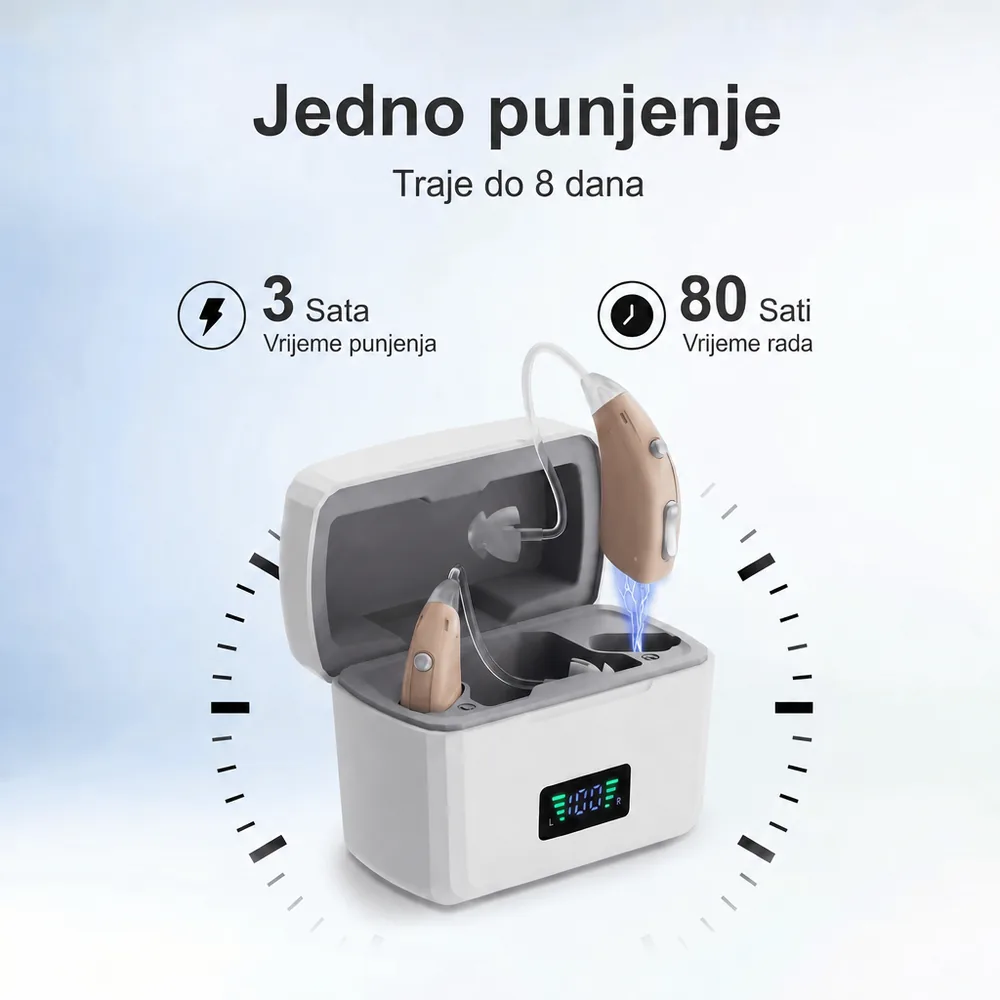 Jedno punjenje
Traje do 8 dana
3 Sata
Vrijeme punjenja
80 Sati
Vrijeme rada
100
L R